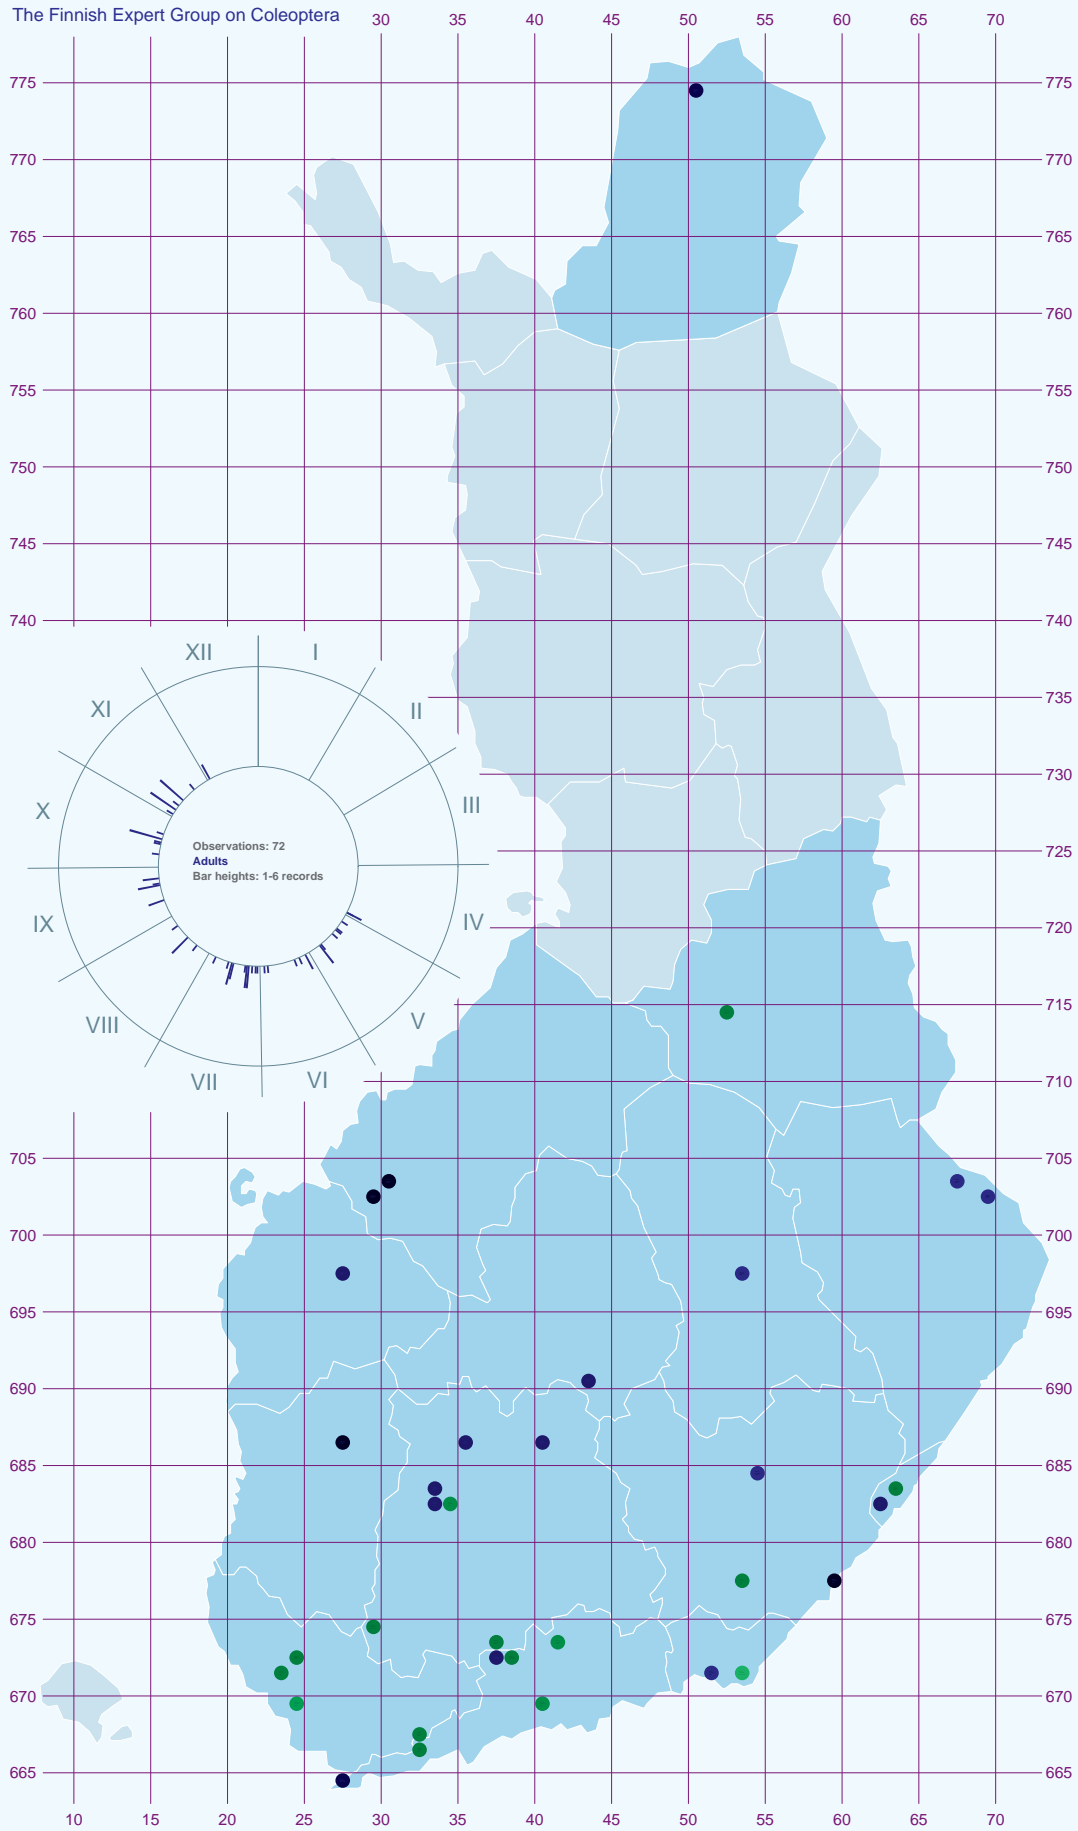 The Finnish Expert Group on Coleoptera 30 35 40 45 50 55 60 65 70
775 775
770 770
765 765
760 760
755 755
750 750
745 745
740 740
XII I
735
XI II
730
III
X
Observations: 72
Adults
Bar heights: 1-6 records
725
IX IV 720
VIII V
715
VII VI
710
705 705
700 700
695 695
690 690
685 685
680 680
675 675
670 670
665 665
10 15 20 25 30 35 40 45 50 55 60 65 70